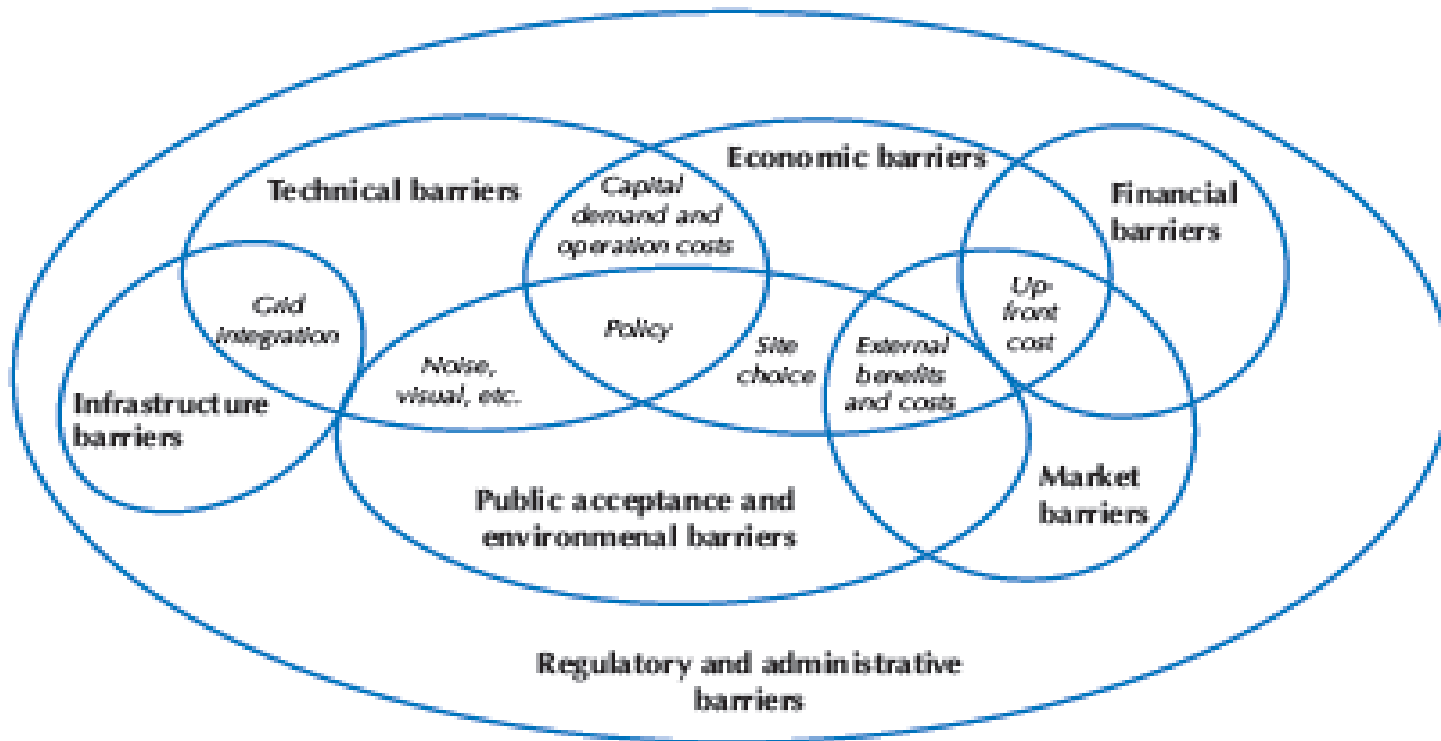 Economic barriers
Technical barriers
Capital
demand and
operation costs
Financial
barriers
Grid
integration
Up-
front
cost
Policy
Site
choice
External
benefits
and costs
Noise,
visual, etc.
Infrastructure
barriers
Market
barriers
Public acceptance and
environmenal barriers
Regulatory and administrative
barriers